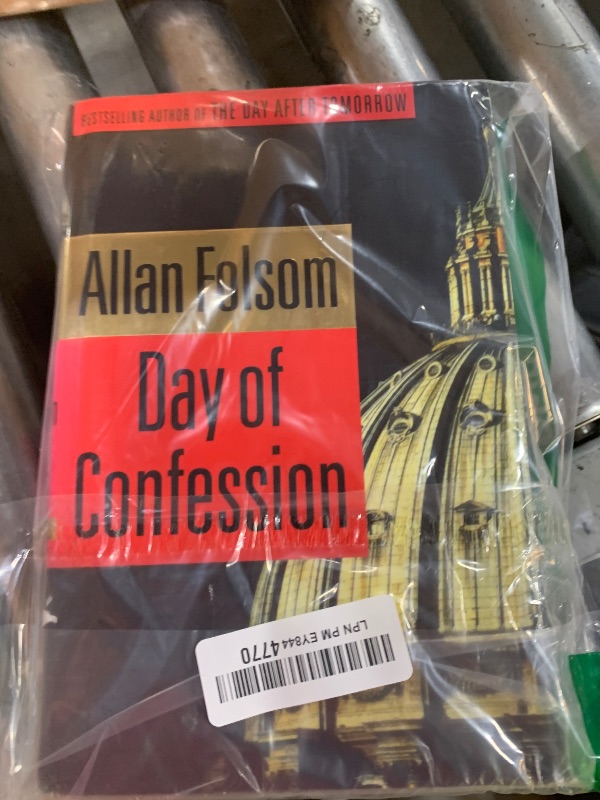 BESTSELLING AUTHOR OF THE DAY AFTER TOMORROW
Allan Folsom
Day of
Confession
LPN PM EY8444770